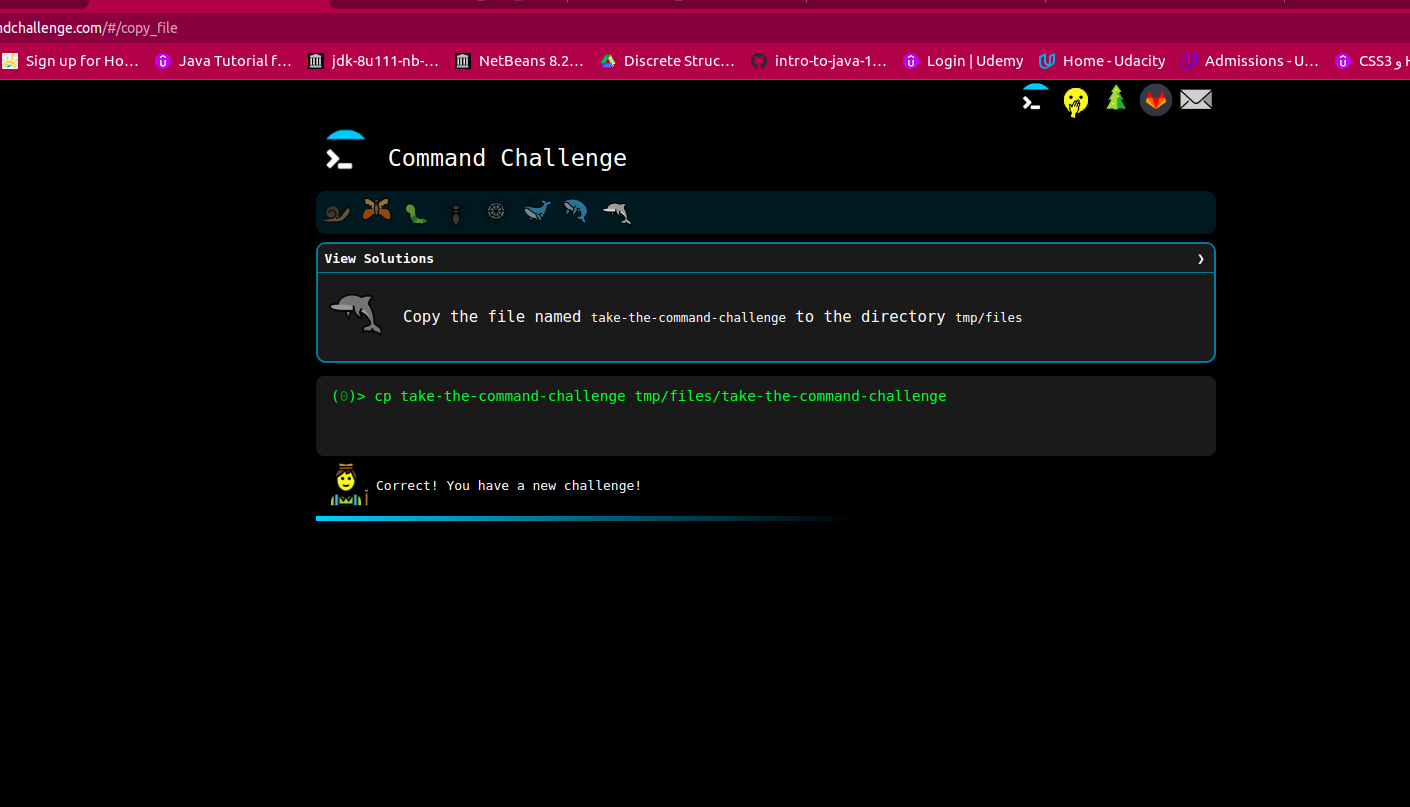 ndchallenge.com/#/copy_file
Sign up for Ho... Java Tutorial f... jdk-8u111-nb-... NetBeans 8.2... Discrete Struc... intro-to-java-1... Login | Udemy Home - Udacity Admissions - U... CSS3 و H
Command Challenge
View Solutions ❯
Copy the file named take-the-command-challenge to the directory tmp/files
(0)> cp take-the-command-challenge tmp/files/take-the-command-challenge
Correct! You have a new challenge!